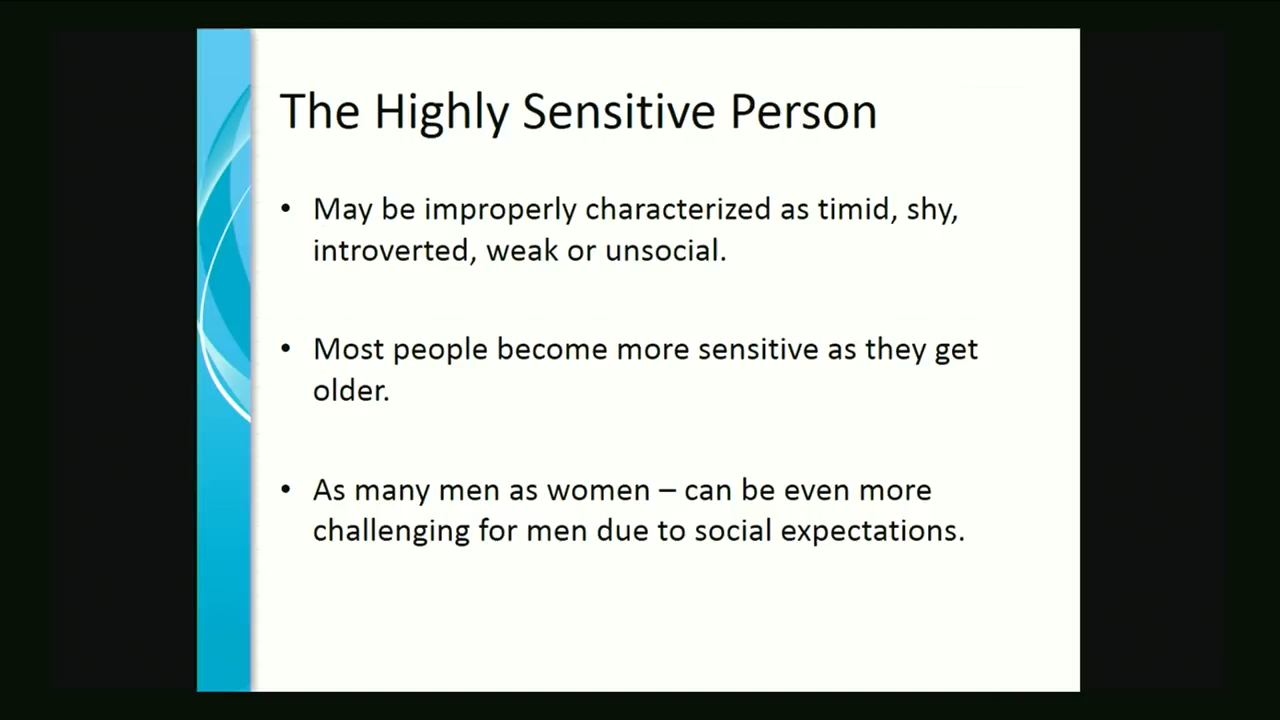 The Highly Sensitive Person
• May be improperly characterized as timid, shy,
introverted, weak or unsocial.
• Most people become more sensitive as they get
older.
• As many men as women – can be even more
challenging for men due to social expectations.